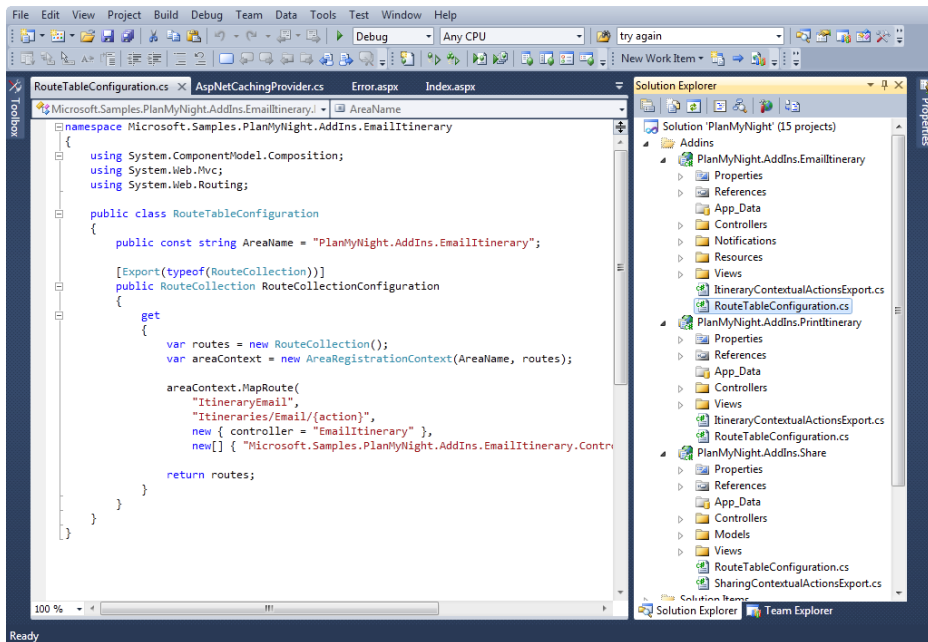 File Edit View Project Build Debug Team Data Tools Test Window Help
Debug Any CPU try again
New Work Item
RouteTableConfiguration.cs AspNetCachingProvider.cs Error.aspx Index.aspx
Microsoft.Samples.PlanMyNight.AddIns.EmailItinerary. AreaName
namespace Microsoft.Samples.PlanMyNight.AddIns.EmailItinerary
{
using System.ComponentModel.Composition;
using System.Web.Mvc;
using System.Web.Routing;
public class RouteTableConfiguration
{
public const string AreaName = "PlanMyNight.AddIns.EmailItinerary";
[Export(typeof(RouteCollection))]
public RouteCollection RouteCollectionConfiguration
{
get
{
var routes = new RouteCollection();
var areaContext = new AreaRegistrationContext(AreaName, routes);
areaContext.MapRoute(
"ItineraryEmail",
"Itineraries/Email/{action}",
new { controller = "EmailItinerary" },
new[] { "Microsoft.Samples.PlanMyNight.AddIns.EmailItinerary.Contro
return routes;
}
}
}
}
100 %
Ready
Toolbox
Solution Explorer
Solution 'PlanMyNight' (15 projects)
Addins
PlanMyNight.AddIns.EmailItinerary
Properties
References
App_Data
Controllers
Notifications
Resources
Views
ItineraryContextualActionsExport.cs
RouteTableConfiguration.cs
PlanMyNight.AddIns.PrintItinerary
Properties
References
App_Data
Controllers
Views
ItineraryContextualActionsExport.cs
RouteTableConfiguration.cs
PlanMyNight.AddIns.Share
Properties
References
App_Data
Controllers
Models
Views
RouteTableConfiguration.cs
SharingContextualActionsExport.cs
Solution Items
Solution Explorer Team Explorer
Properties